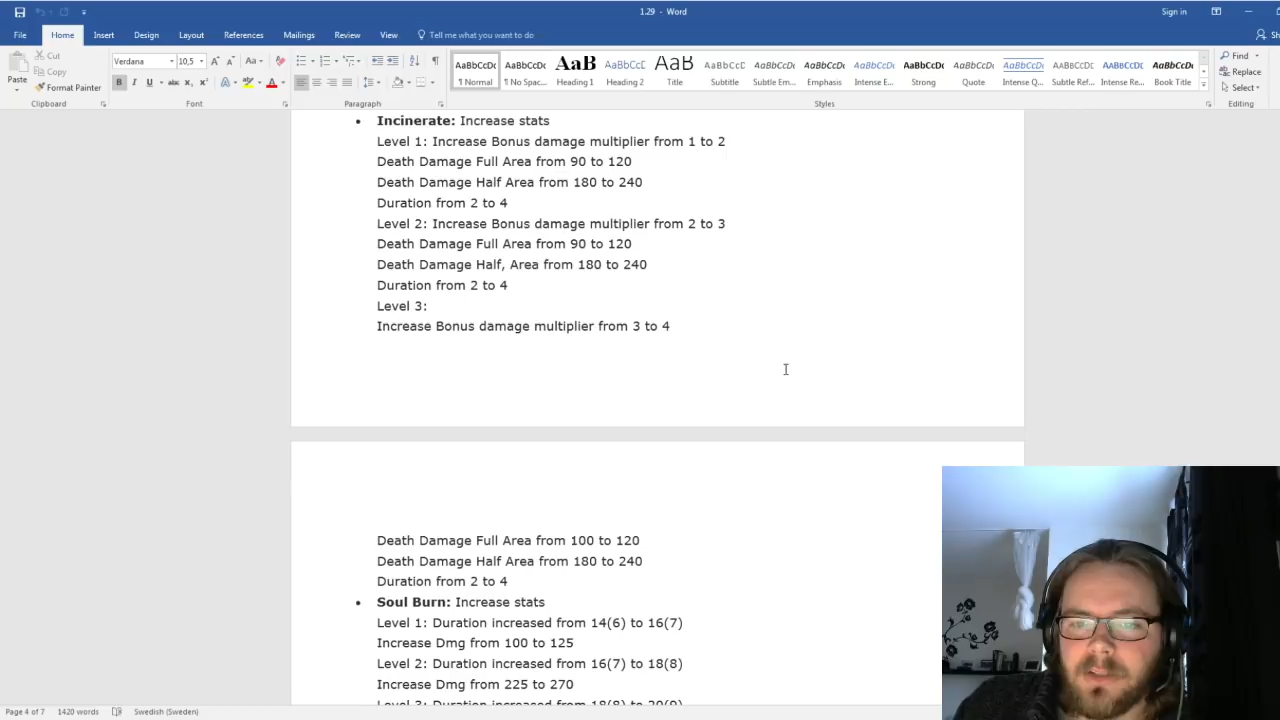 1.29 - Word
Sign in
File
Home
Insert
Design
Layout
References
Mailings
Review
View
Tell me what you want to do
Paste
Cut
Copy
Format Painter
Clipboard
Verdana
10,5
Font
Paragraph
AaBbCcDc
¶ Normal
AaBbCcDc
¶ No Spac...
AaB
Heading 1
AaBbCcC
Heading 2
AaB
Title
AaBbCcC
Subtitle
AaBbCcDc
Subtle Em...
AaBbCcDc
Emphasis
AaBbCcDc
Intense E...
AaBbCcDc
Strong
AaBbCcDc
Quote
AaBbCcDc
Intense Q...
AaBbCcDc
Subtle Ref...
AaBbCcDc
Intense Re...
AaBbCcDc
Book Title
Styles
Find
Replace
Select
Editing
• Incinerate: Increase stats
Level 1: Increase Bonus damage multiplier from 1 to 2
Death Damage Full Area from 90 to 120
Death Damage Half Area from 180 to 240
Duration from 2 to 4
Level 2: Increase Bonus damage multiplier from 2 to 3
Death Damage Full Area from 90 to 120
Death Damage Half, Area from 180 to 240
Duration from 2 to 4
Level 3:
Increase Bonus damage multiplier from 3 to 4
Death Damage Full Area from 100 to 120
Death Damage Half Area from 180 to 240
Duration from 2 to 4
• Soul Burn: Increase stats
Level 1: Duration increased from 14(6) to 16(7)
Increase Dmg from 100 to 125
Level 2: Duration increased from 16(7) to 18(8)
Increase Dmg from 225 to 270
Level 3: Duration increased from 18(8) to 20(9)
Page 4 of 7
1420 words
Swedish (Sweden)